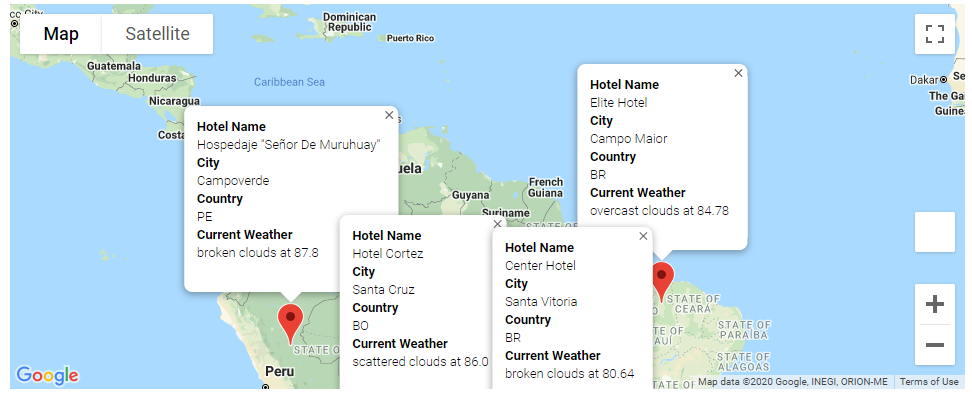 Map
Satellite
Dominican
Republic
Puerto Rico
Guatemala
Honduras
Caribbean Sea
Nicaragua
Dakar
The Ga
Guine
Hotel Name
Hospedaje "Señor De Muruhuay"
City
Campoverde
Country
PE
Current Weather
broken clouds at 87.8
Hotel Name
Elite Hotel
City
Campo Maior
Country
BR
Current Weather
overcast clouds at 84.78
Guyana
Suriname
French
Guiana
Hotel Name
Hotel Cortez
City
Santa Cruz
Country
BO
Current Weather
scattered clouds at 86.0
Hotel Name
Center Hotel
City
Santa Vitoria
Country
BR
Current Weather
broken clouds at 80.64
STATE OF
CEARÁ
STATE OF
PARAÍBA
STATE OF
ALAGOAS
Peru
Google
Map data ©2020 Google, INEGI, ORION-ME
Terms of Use